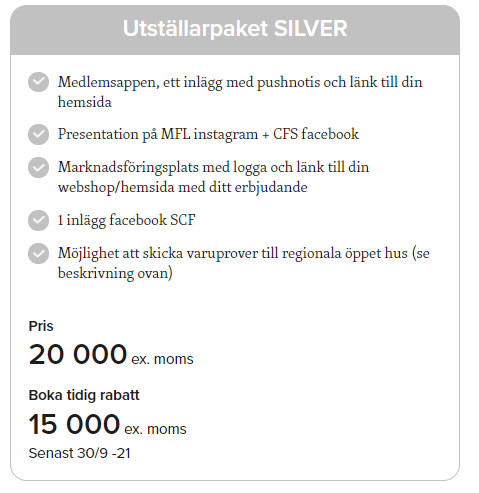 Utställarpaket SILVER
Medlemsappen, ett inlägg med pushnotis och länk till din
hemsida
Presentation på MFL instagram + CFS facebook
Marknadsföringsplats med logga och länk till din
webshop/hemsida med ditt erbjudande
1 inlägg facebook SCF
Möjlighet att skicka varuprover till regionala öppet hus (se
beskrivning ovan)
Pris
20 000 ex. moms
Boka tidig rabatt
15 000 ex. moms
Senast 30/9 -21